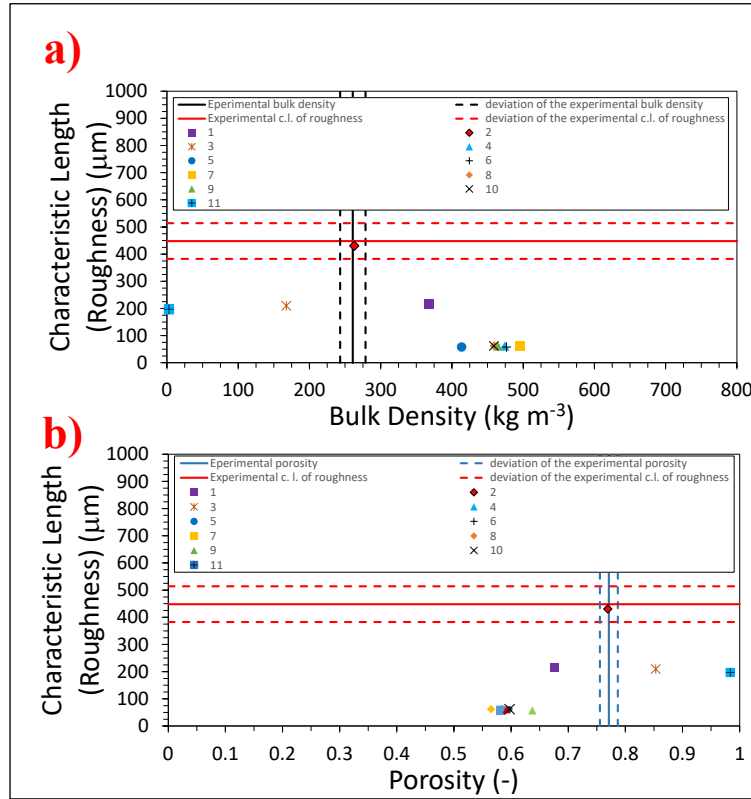 a)
1000
900
800
700
600
500
400
300
200
100
0
Characteristic Length
(Roughness) (μm)
Eperimental bulk density
deviation of the experimental bulk density
Experimental c.l. of roughness
deviation of the experimental c.l. of roughness
1
2
3
4
5
6
7
8
9
10
11
0 100 200 300 400 500 600 700 800
Bulk Density (kg m⁻³)
b)
1000
900
800
700
600
500
400
300
200
100
0
Characteristic Length
(Roughness) (μm)
Eperimental porosity
deviation of the experimental porosity
Experimental c. l. of roughness
deviation of the experimental c.l. of roughness
1
2
3
4
5
6
7
8
9
10
11
0 0.1 0.2 0.3 0.4 0.5 0.6 0.7 0.8 0.9 1
Porosity (-)